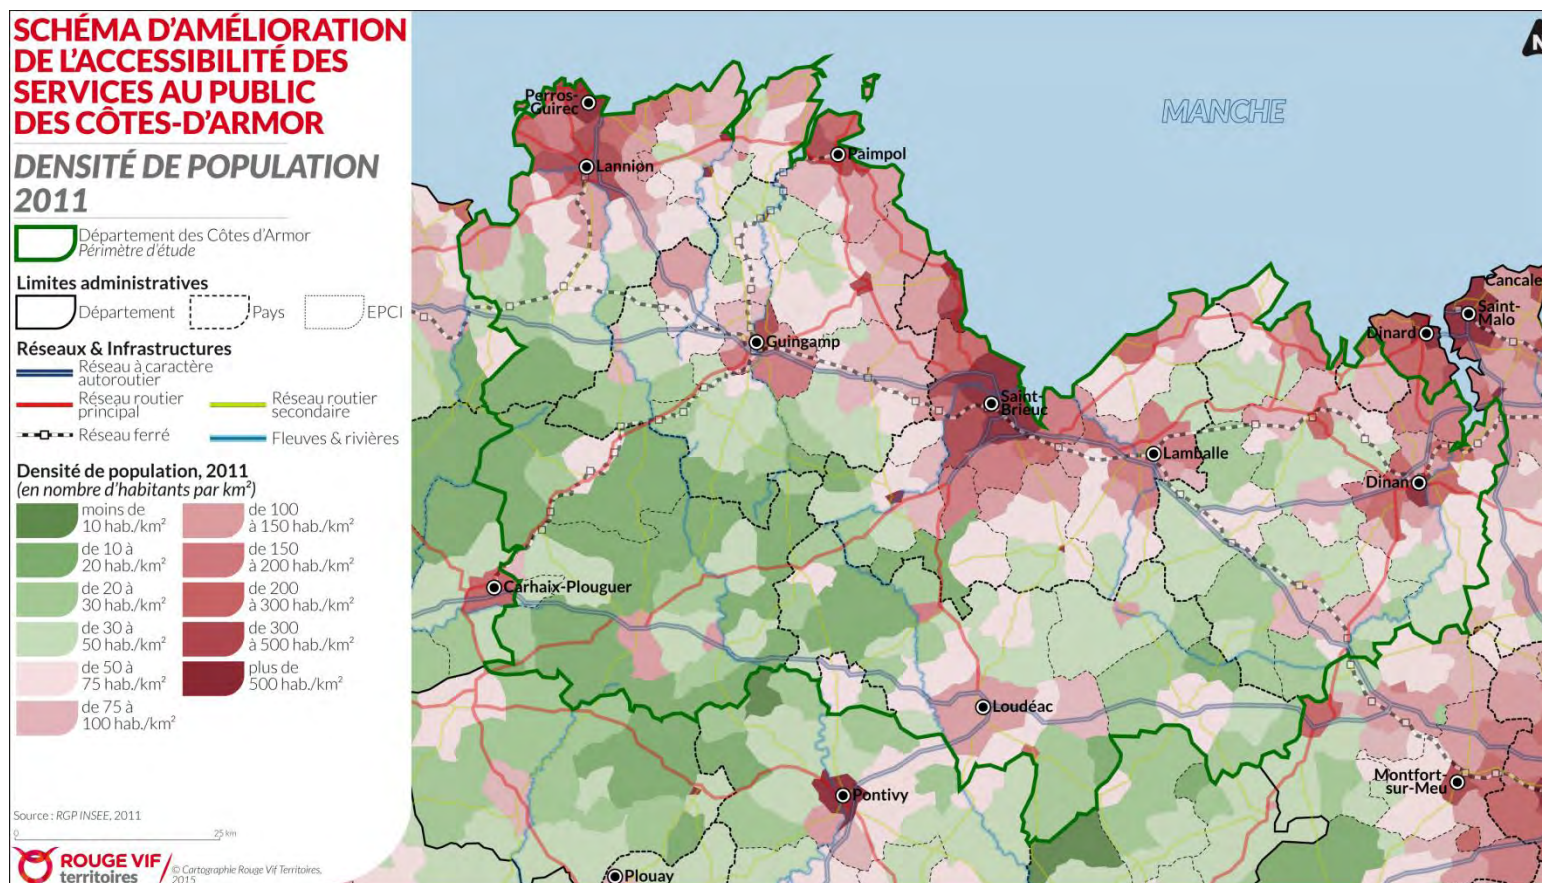 SCHÉMA D'AMÉLIORATION
DE L'ACCESSIBILITÉ DES
SERVICES AU PUBLIC
DES CÔTES-D'ARMOR
DENSITÉ DE POPULATION
2011
Département des Côtes d'Armor
Périmètre d'étude
Limites administratives
Département
Pays
EPCI
Réseaux & Infrastructures
Réseau à caractère
autoroutier
Réseau routier
principal
Réseau routier
secondaire
Réseau ferré
Fleuves & rivières
Densité de population, 2011
(en nombre d'habitants par km²)
moins de
10 hab./km²
de 10 à
20 hab./km²
de 20 à
30 hab./km²
de 30 à
50 hab./km²
de 50 à
75 hab./km²
de 75 à
100 hab./km²
de 100
à 150 hab./km²
de 150
à 200 hab./km²
de 200
à 300 hab./km²
de 300
à 500 hab./km²
plus de
500 hab./km²
Source : RGP INSEE, 2011
0 25 km
ROUGE VIF
territoires
© Cartographie Rouge Vif Territoires,
2015
N
MANCHE
Perros-
Guirec
Lannion
Paimpol
Guingamp
Saint-
Brieuc
Lamballe
Dinan
Dinard
Cancale
Saint-
Malo
Carhaix-Plouguer
Loudéac
Pontivy
Montfort-
sur-Meu
Plouay